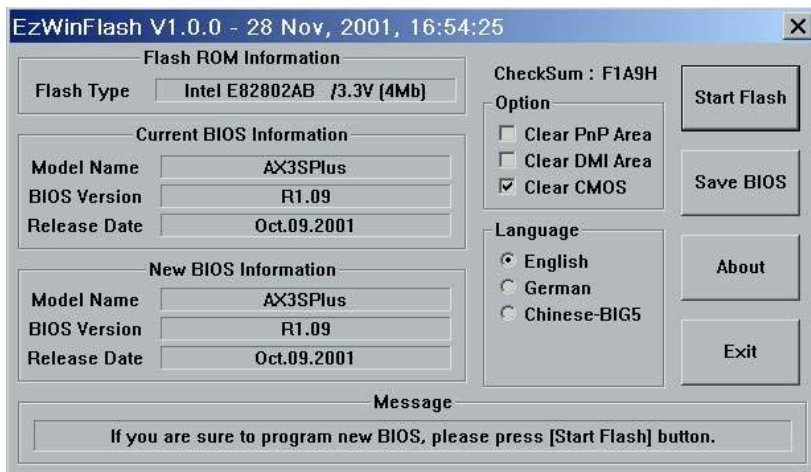 EzWinFlash V1.0.0 - 28 Nov, 2001, 16:54:25
Flash ROM Information
Flash Type Intel E82802AB /3.3V (4Mb)
Current BIOS Information
Model Name AX3SPlus
BIOS Version R1.09
Release Date Oct.09.2001
New BIOS Information
Model Name AX3SPlus
BIOS Version R1.09
Release Date Oct.09.2001
CheckSum : F1A9H
Option
Clear PnP Area
Clear DMI Area
Clear CMOS
Language
English
German
Chinese-BIG5
Start Flash
Save BIOS
About
Exit
Message
If you are sure to program new BIOS, please press [Start Flash] button.